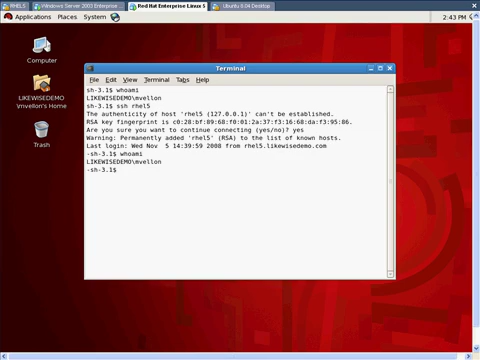 RHEL5
Windows Server 2003 Enterprise ...
Red Hat Enterprise Linux 5
Ubuntu 8.04 Desktop
Applications Places System
2:43 PM
Computer
LIKEWISEDEMO
\mvellon's Home
Trash
Terminal
File Edit View Terminal Tabs Help
sh-3.1$ whoami
LIKEWISEDEMO\mvellon
sh-3.1$ ssh rhel5
The authenticity of host 'rhel5 (127.0.0.1)' can't be established.
RSA key fingerprint is c0:28:bf:89:68:f0:01:2a:37:f3:16:68:da:f3:95:86.
Are you sure you want to continue connecting (yes/no)? yes
Warning: Permanently added 'rhel5' (RSA) to the list of known hosts.
Last login: Wed Nov  5 14:39:59 2008 from rhel5.likewisedemo.com
-sh-3.1$ whoami
LIKEWISEDEMO\mvellon
-sh-3.1$